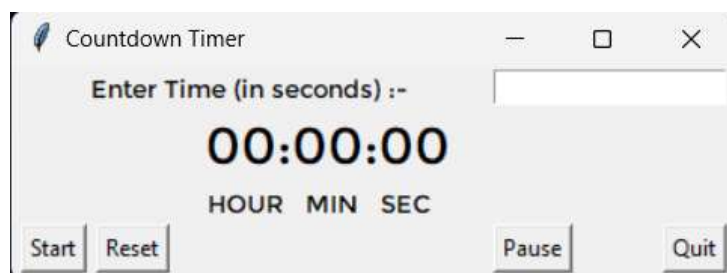 Countdown Timer
Enter Time (in seconds) :-
00:00:00
HOUR MIN SEC
Start Reset Pause Quit